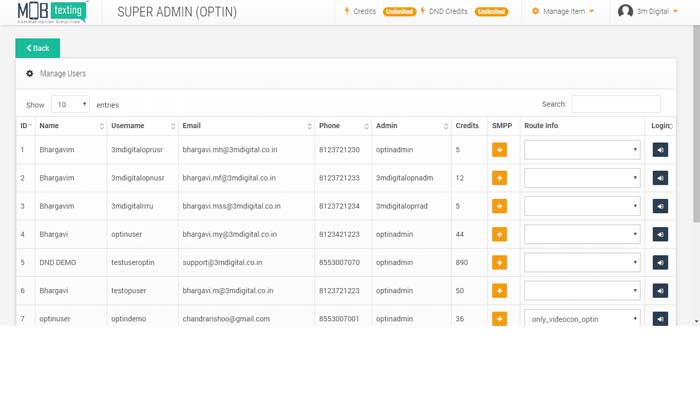 MOB texting
Communication Simplified
SUPER ADMIN (OPTIN)
Credits Unlimited DND Credits Unlimited Manage Item 3m Digital
Back
Manage Users
Show 10 entries Search:
ID Name Username Email Phone Admin Credits SMPP Route Info Login
1 Bhargavim 3mdigitaloprusr bhargavi.mh@3mdigital.co.in 8123721230 optinadmin 5
2 Bhargavim 3mdigitalopnusr bhargavi.mf@3mdigital.co.in 8123721233 3mdigitalopnadm 12
3 Bhargavim 3mdigitalrrru bhargavi.mss@3mdigital.co.in 8123721234 3mdigitaloprrad 5
4 Bhargavi optinuser bhargavi.my@3mdigital.co.in 8123421223 optinadmin 44
5 DND DEMO testuseroptin support@3mdigital.co.in 8553007070 optinadmin 890
6 Bhargavi testopuser bhargavi.m@3mdigital.co.in 8123721223 optinadmin 50
7 optinuser optindemo chandrarishoo@gmail.com 8553007001 optinadmin 36 only_videocon_optin